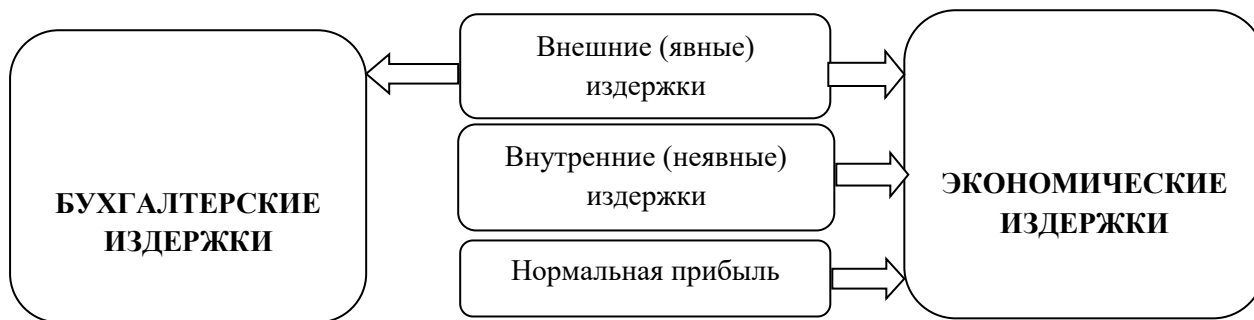 БУХГАЛТЕРСКИЕ
ИЗДЕРЖКИ
Внешние (явные)
издержки
Внутренние (неявные)
издержки
Нормальная прибыль
ЭКОНОМИЧЕСКИЕ
ИЗДЕРЖКИ